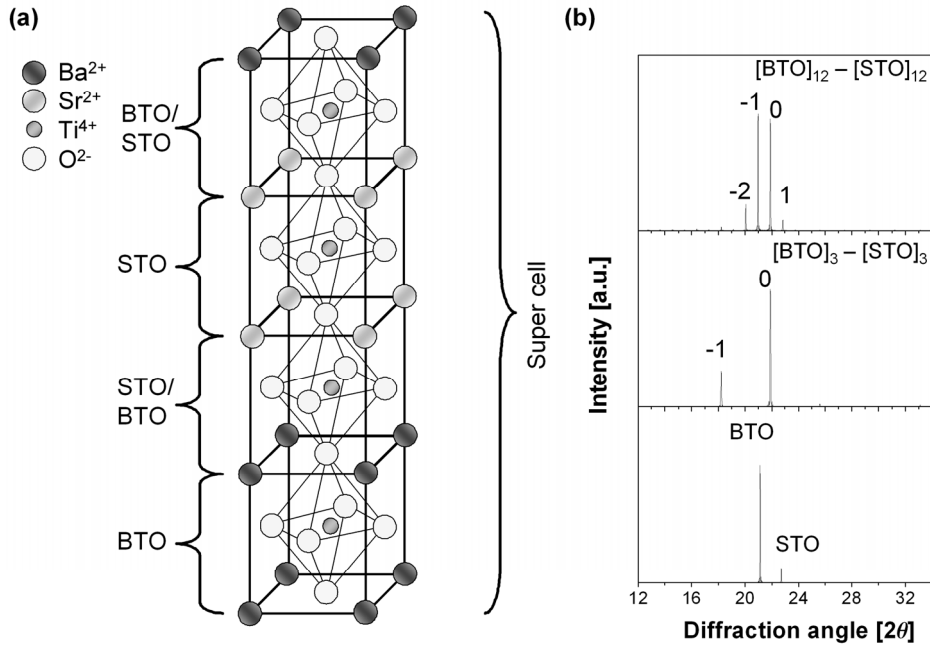 (a)
Ba2+
Sr2+
Ti4+
O2-
BTO/
STO
STO
STO/
BTO
BTO
Super cell
(b)
[BTO]12 – [STO]12
-1
0
-2
1
[BTO]3 – [STO]3
0
-1
BTO
STO
Intensity [a.u.]
12 16 20 24 28 32
Diffraction angle [2θ]